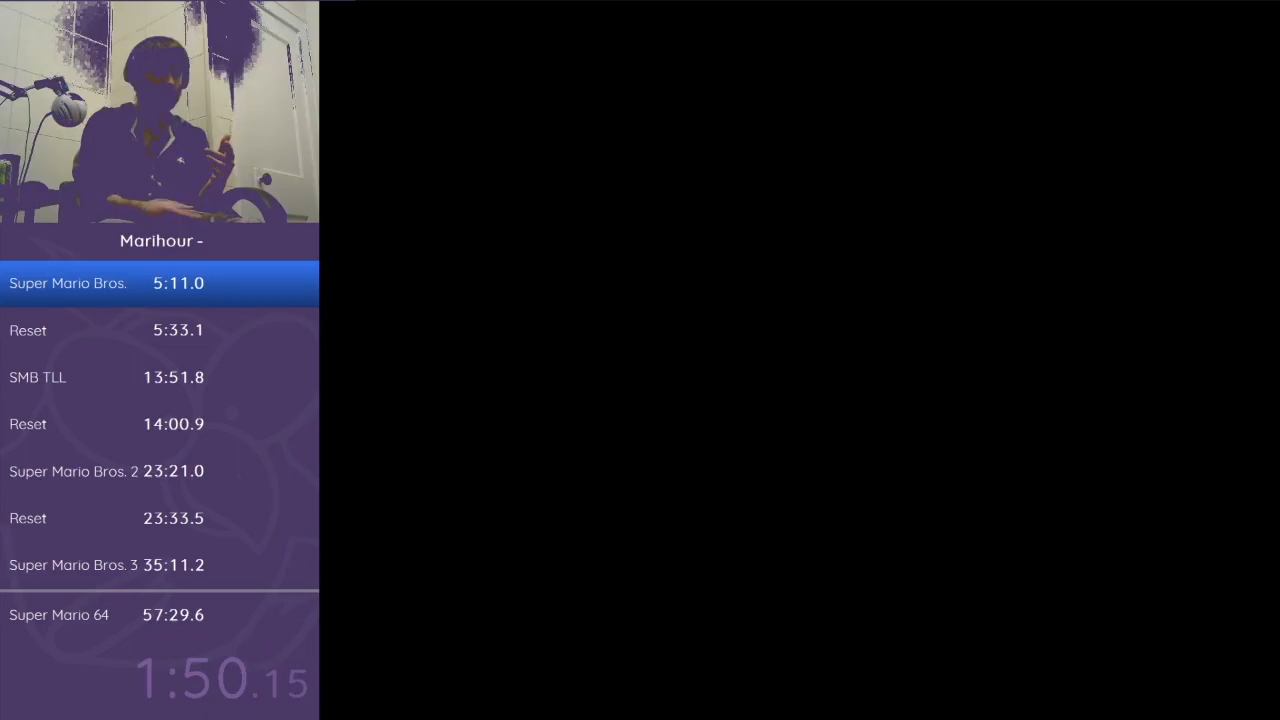 Marihour -
Super Mario Bros. 5:11.0
Reset 5:33.1
SMB TLL 13:51.8
Reset 14:00.9
Super Mario Bros. 2 23:21.0
Reset 23:33.5
Super Mario Bros. 3 35:11.2
Super Mario 64 57:29.6
1:50.15